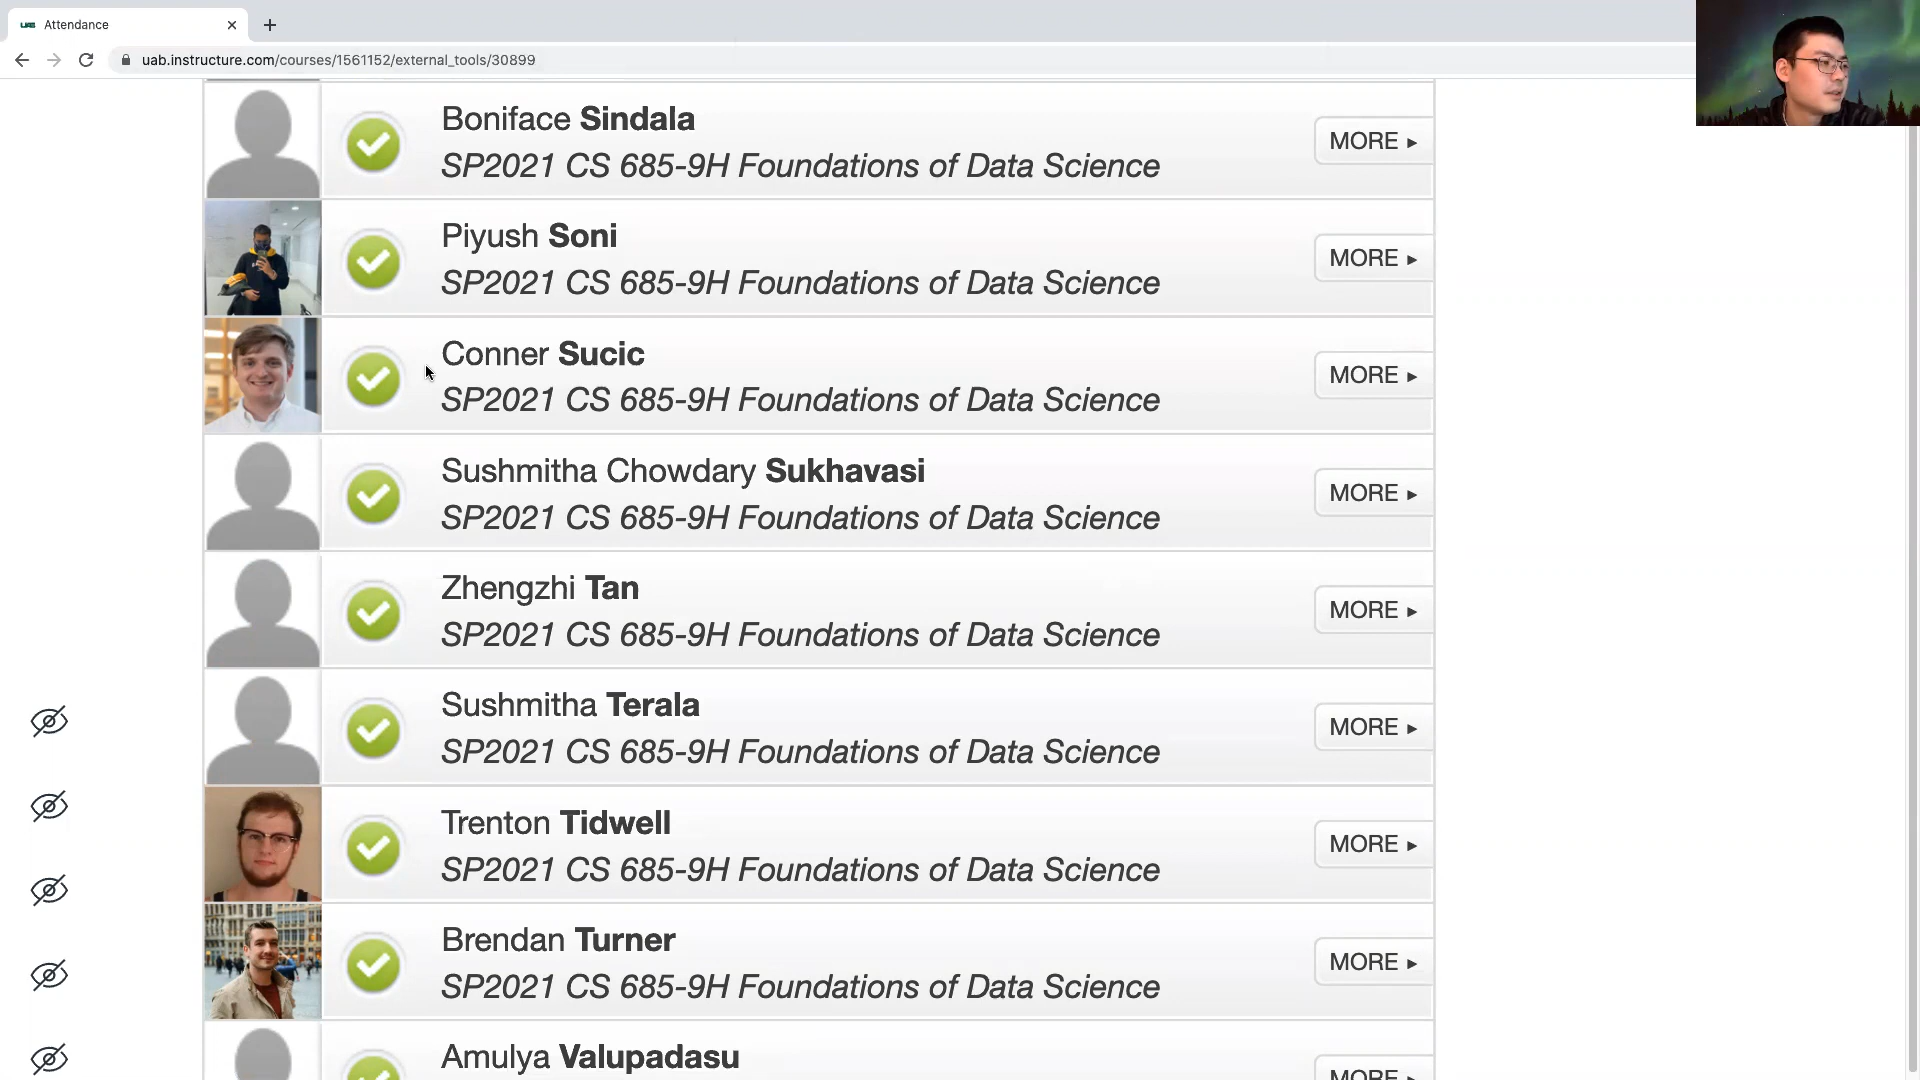 Attendance
uab.instructure.com/courses/1561152/external_tools/30899
Boniface Sindala
SP2021 CS 685-9H Foundations of Data Science
MORE ▸
Piyush Soni
SP2021 CS 685-9H Foundations of Data Science
MORE ▸
Conner Sucic
SP2021 CS 685-9H Foundations of Data Science
MORE ▸
Sushmitha Chowdary Sukhavasi
SP2021 CS 685-9H Foundations of Data Science
MORE ▸
Zhengzhi Tan
SP2021 CS 685-9H Foundations of Data Science
MORE ▸
Sushmitha Terala
SP2021 CS 685-9H Foundations of Data Science
MORE ▸
Trenton Tidwell
SP2021 CS 685-9H Foundations of Data Science
MORE ▸
Brendan Turner
SP2021 CS 685-9H Foundations of Data Science
MORE ▸
Amulya Valupadasu
MORE ▸